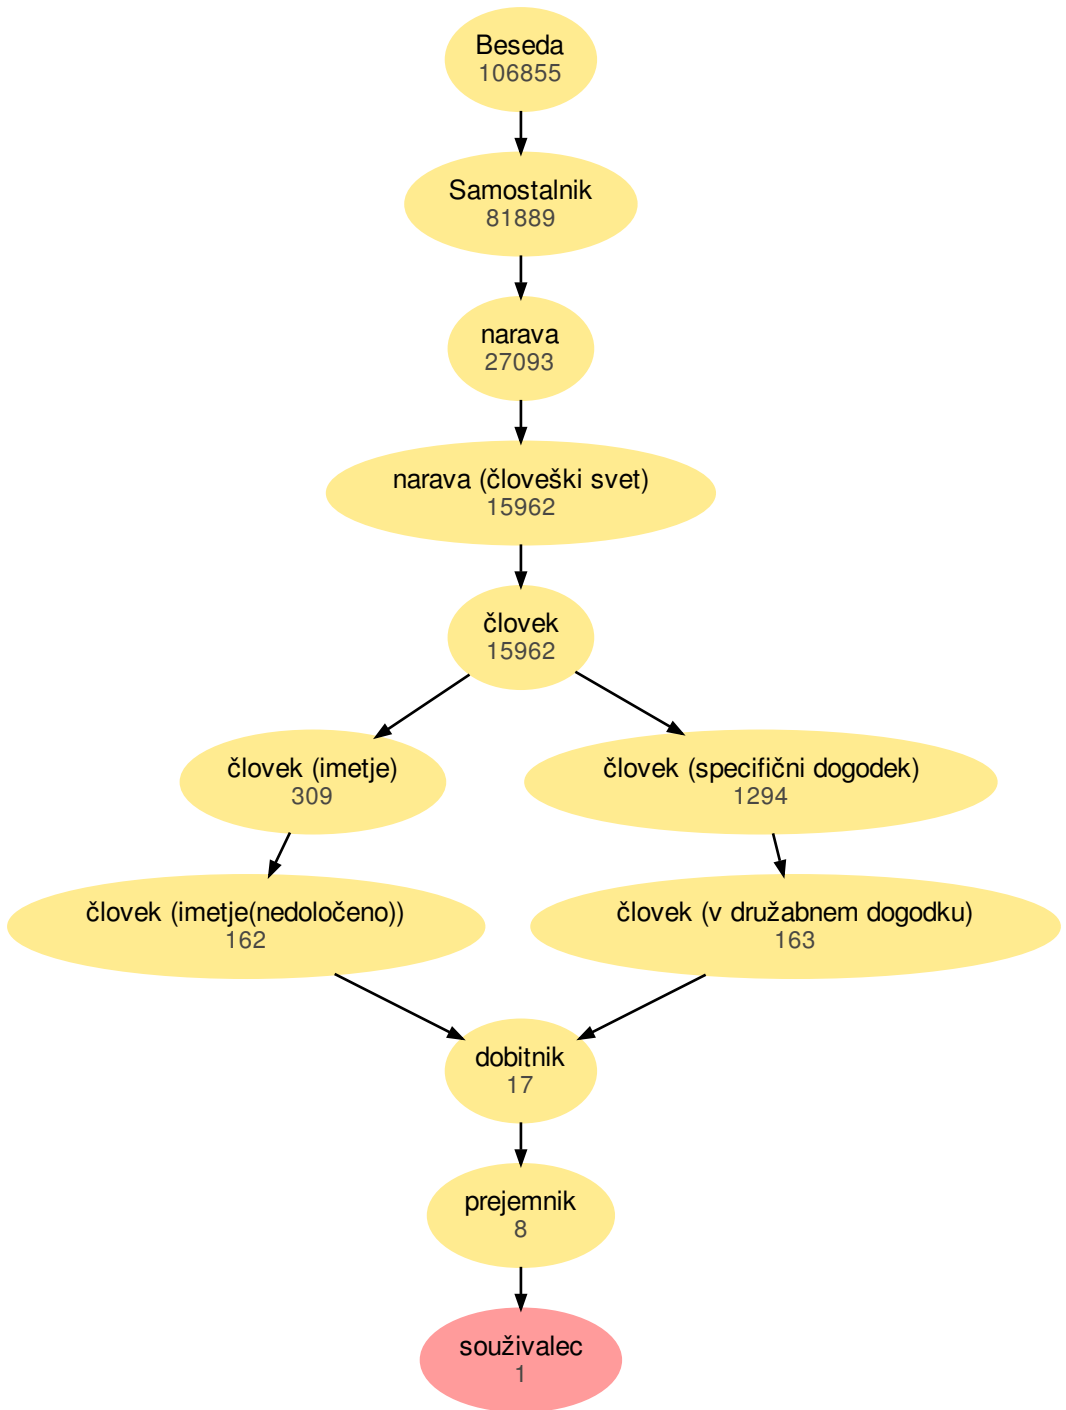 Beseda
106855
Samostalnik
81889
narava
27093
narava (človeški svet)
15962
človek
15962
človek (imetje)
309
človek (specifični dogodek)
1294
človek (imetje(nedoločeno))
162
človek (v družabnem dogodku)
163
dobitnik
17
prejemnik
8
souživalec
1